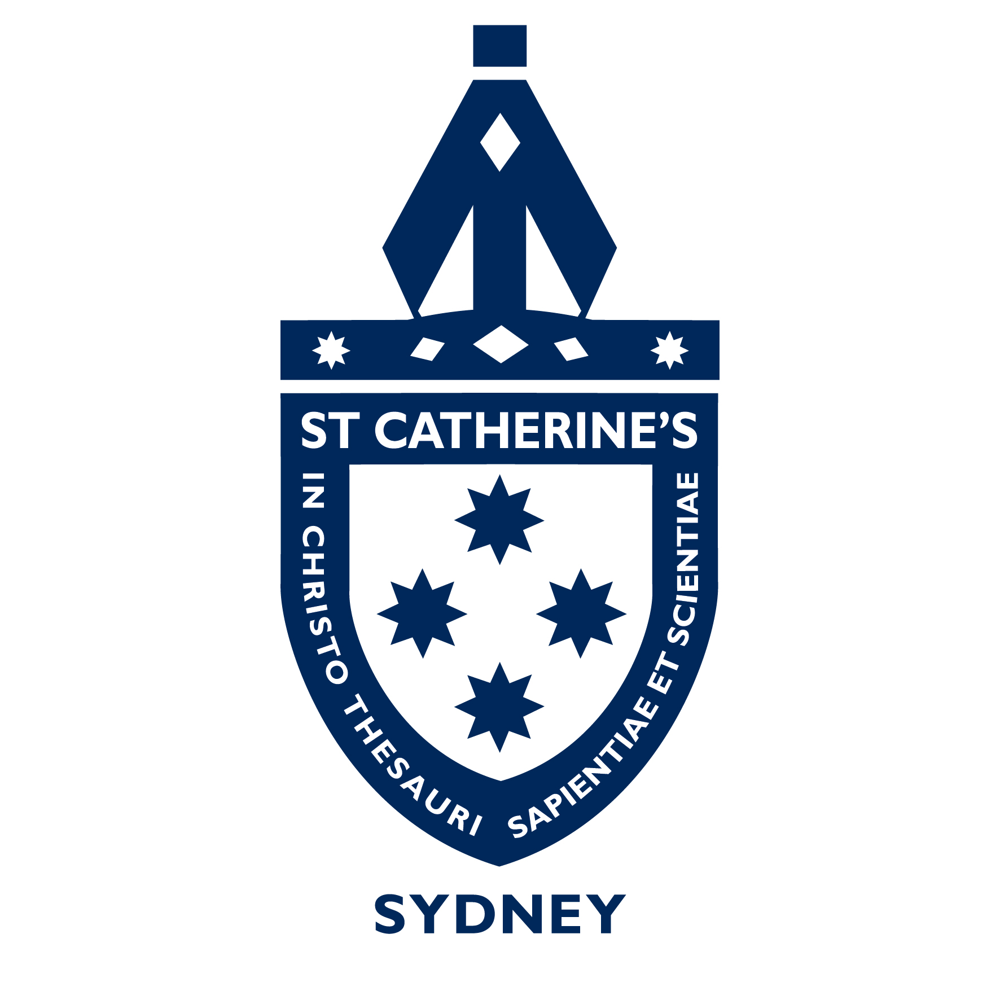 ST CATHERINE’S
IN CHRISTO THESAURI SAPIENTIAE ET SCIENTIAE
SYDNEY